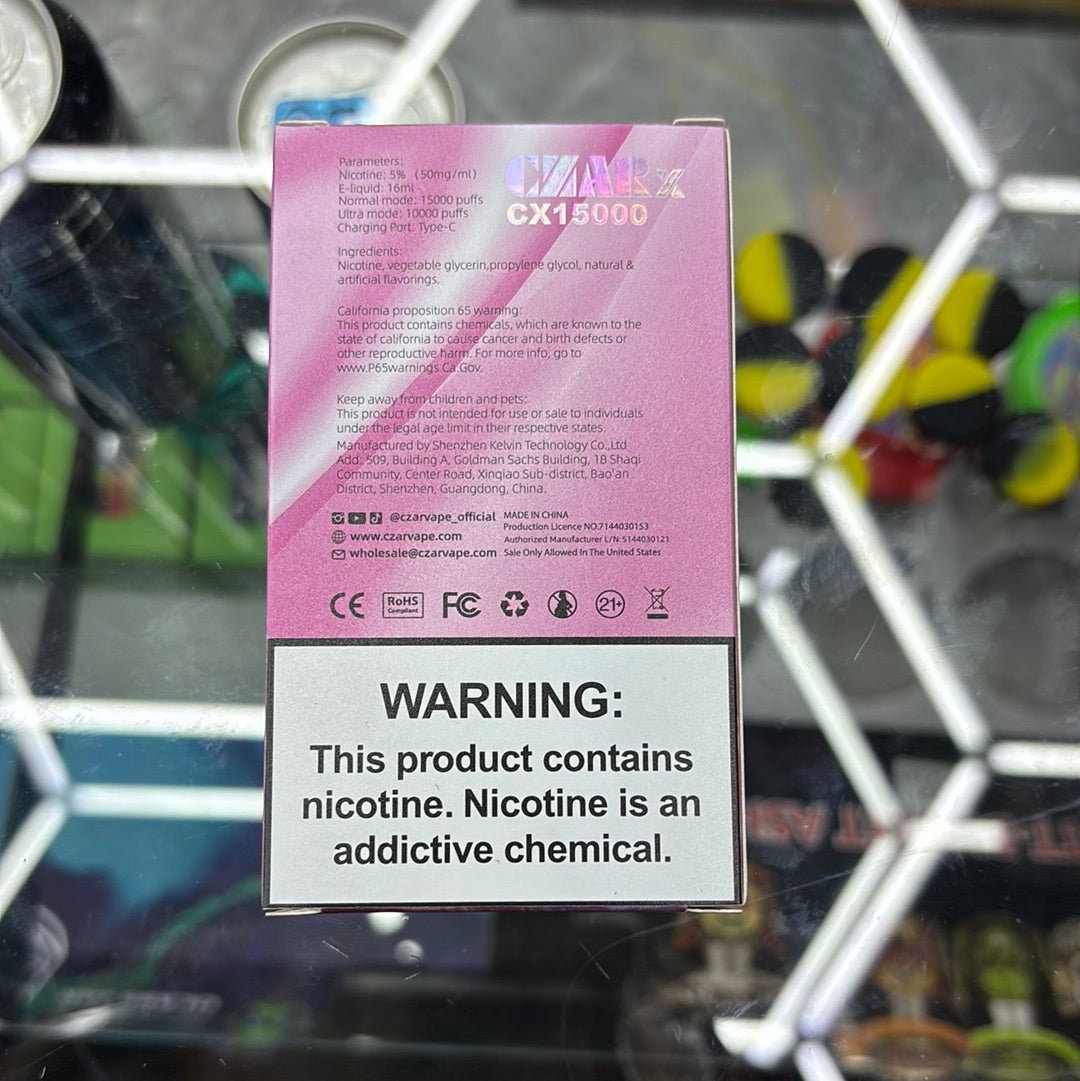 Parameters:
Nicotine: 5% (50mg/ml)
E-liquid: 16ml
Normal mode: 15000 puffs
Ultra mode: 10000 puffs
Charging Port: Type-C
CZARx
CX15000
Ingredients:
Nicotine, vegetable glycerin,propylene glycol, natural &
artificial flavorings.
California proposition 65 warning:
This product contains chemicals, which are known to the
state of california to cause cancer and birth defects or
other reproductive harm. For more info, go to
www.P65warnings.Ca.Gov.
Keep away from children and pets:
This product is not intended for use or sale to individuals
under the legal age limit in their respective states.
Manufactured by Shenzhen Kelvin Technology Co.,Ltd
Add: 509, Building A, Goldman Sachs Building, 18 Shagi
Community, Center Road, Xinqiao Sub-district, Bao'an
District, Shenzhen, Guangdong, China.
@czarvape_official
www.czarvape.com
wholesale@czarvape.com
MADE IN CHINA
Production Licence NO.7144030153
Authorized Manufacturer L/N: 5144030121
Sale Only Allowed In The United States
CE
RoHS
Compliant
FC
21+
WARNING:
This product contains
nicotine. Nicotine is an
addictive chemical.